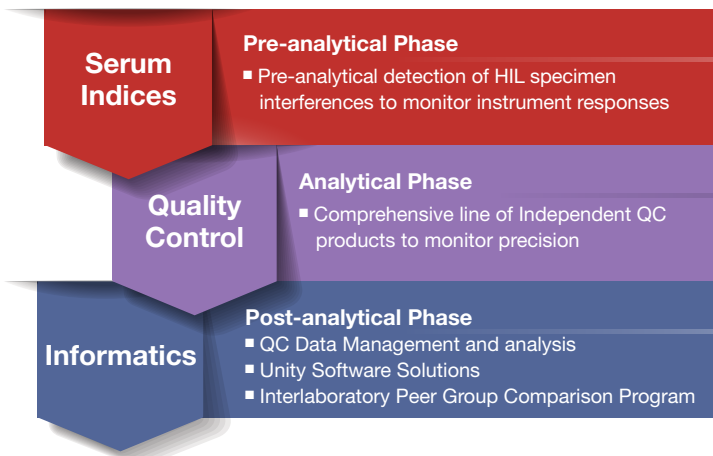 Serum
Indices
Pre-analytical Phase
▪ Pre-analytical detection of HIL specimen
interferences to monitor instrument responses
Quality
Control
Analytical Phase
▪ Comprehensive line of Independent QC
products to monitor precision
Informatics
Post-analytical Phase
▪ QC Data Management and analysis
▪ Unity Software Solutions
▪ Interlaboratory Peer Group Comparison Program